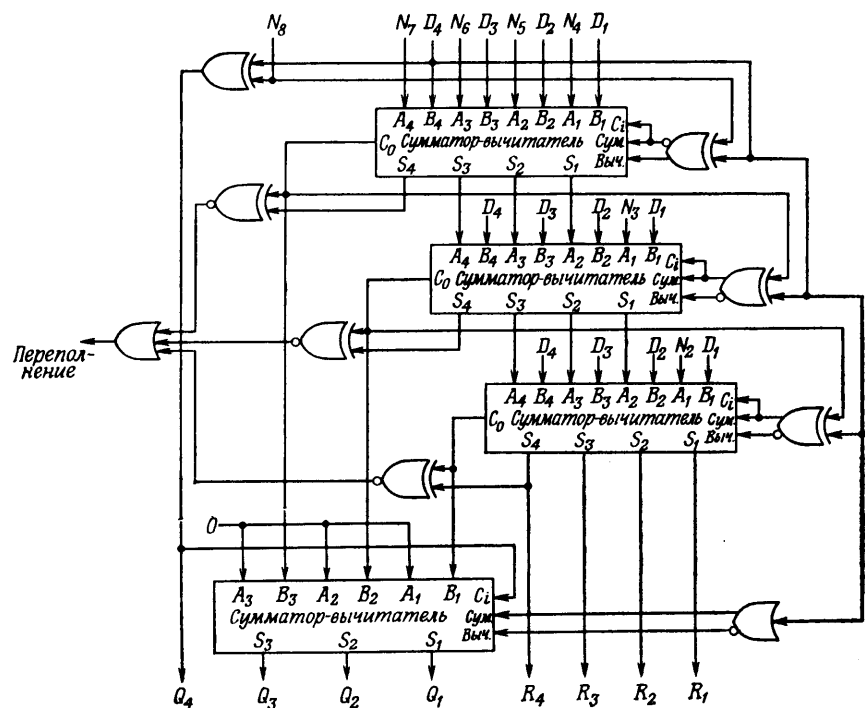 N₈ N₇ D₄ N₆ D₃ N₅ D₂ N₄ D₁
A₄ B₄ A₃ B₃ A₂ B₂ A₁ B₁ Cᵢ
C₀ Сумматор-вычитатель Сум.
S₄ S₃ S₂ S₁ Выч.
D₄ D₃ D₂ N₃ D₁
A₄ B₄ A₃ B₃ A₂ B₂ A₁ B₁ Cᵢ
C₀ Сумматор-вычитатель Сум.
S₄ S₃ S₂ S₁ Выч.
Перепол-
нение
D₄ D₃ D₂ N₂ D₁
A₄ B₄ A₃ B₃ A₂ B₂ A₁ B₁ Cᵢ
C₀ Сумматор-вычитатель Сум.
S₄ S₃ S₂ S₁ Выч.
0
A₃ B₃ A₂ B₂ A₁ B₁ Cᵢ
Сумматор-вычитатель Сум.
S₃ S₂ S₁ Выч.
Q₄ Q₃ Q₂ Q₁ R₄ R₃ R₂ R₁